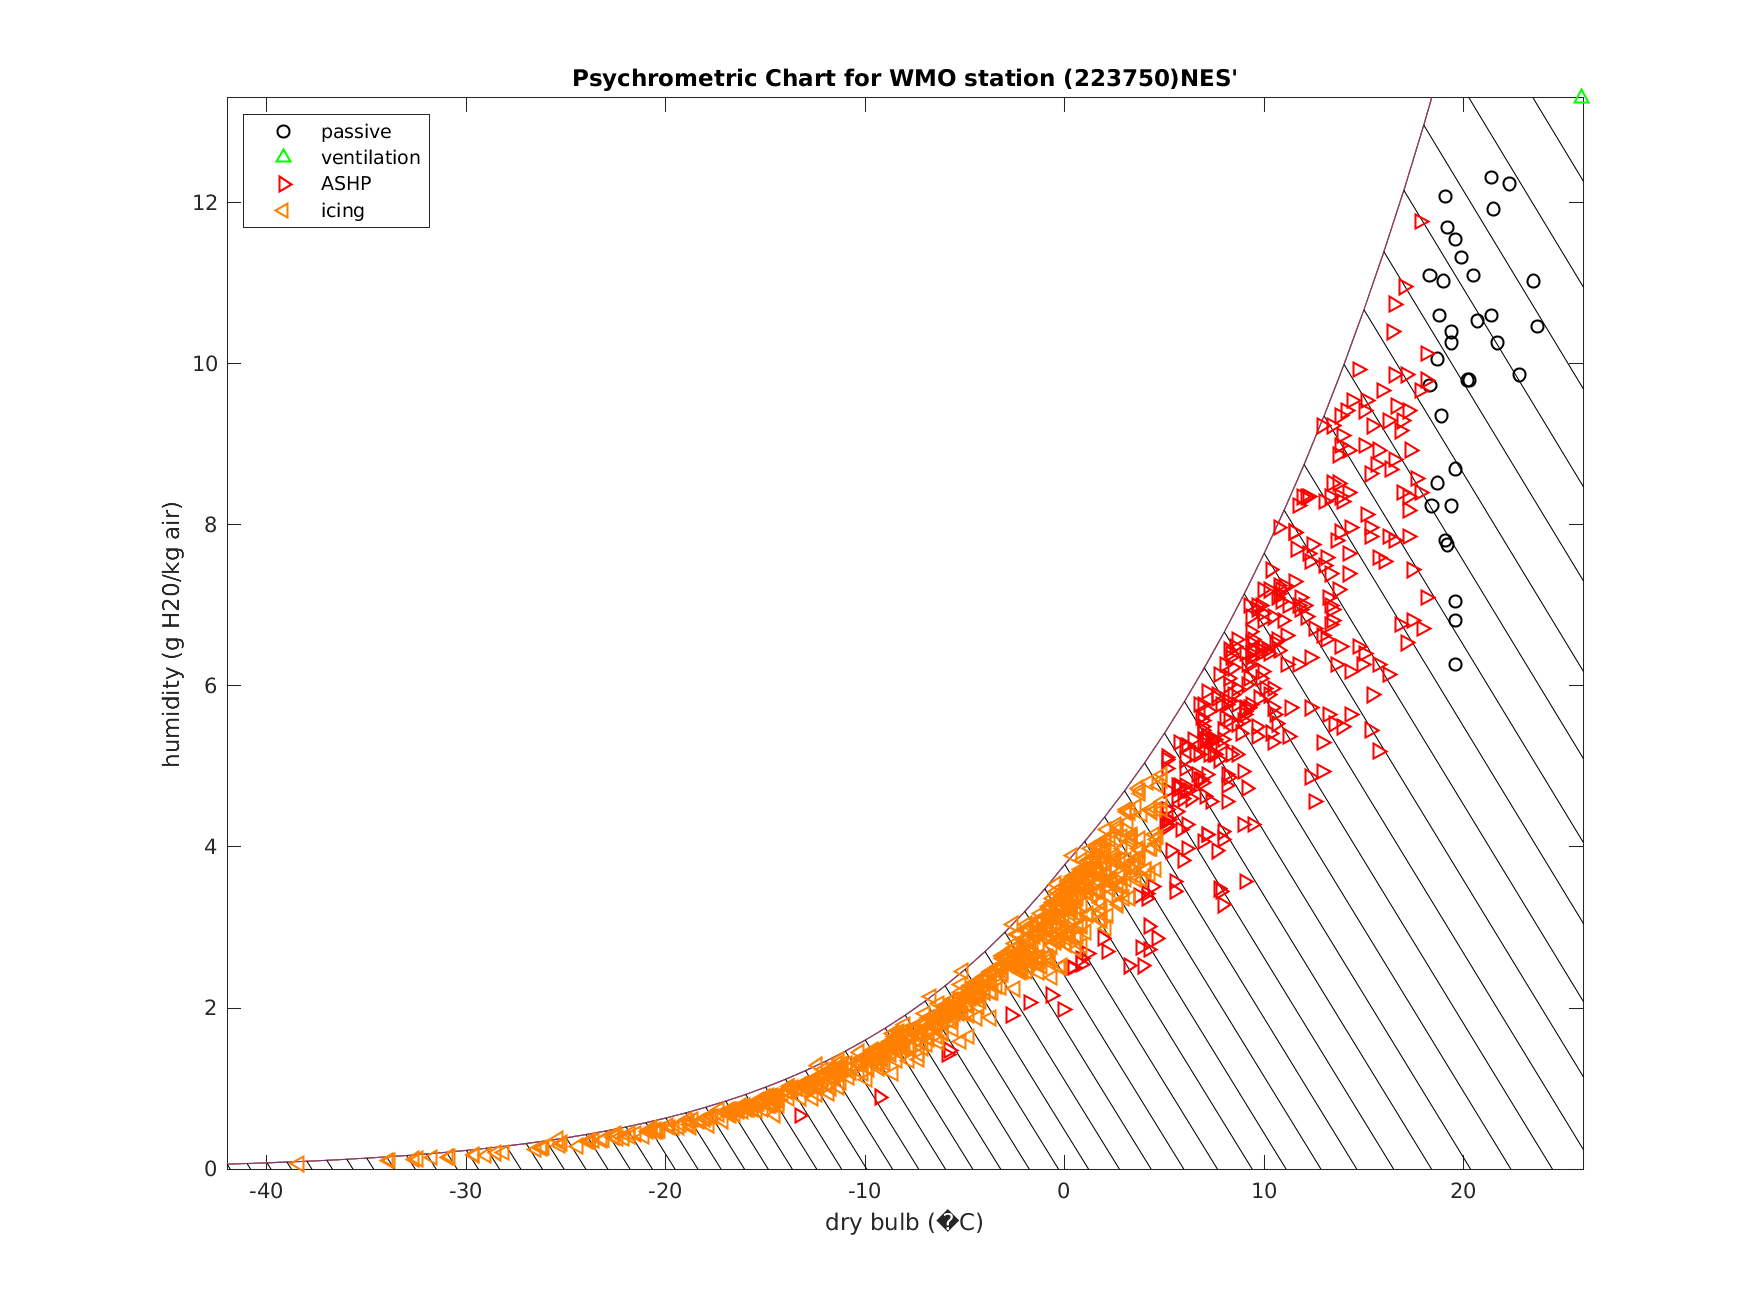 Psychrometric Chart for WMO station (223750)NES'
passive
ventilation
ASHP
icing
humidity (g H20/kg air)
12
10
8
6
4
2
0
-40 -30 -20 -10 0 10 20
dry bulb (�C)